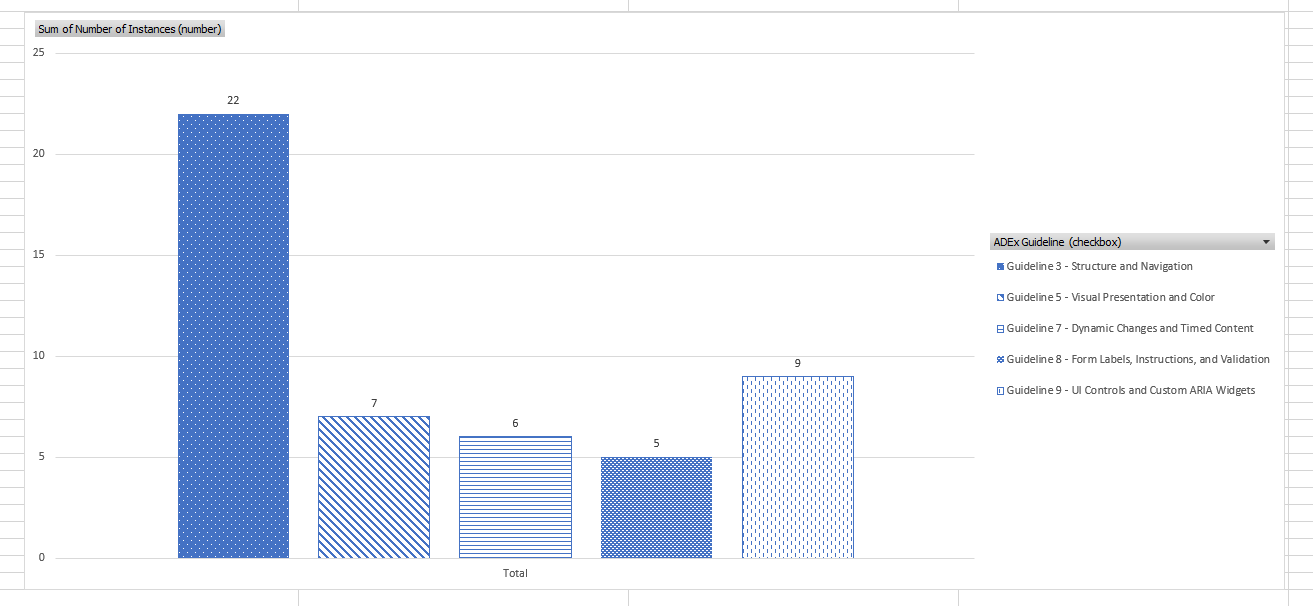 Sum of Number of Instances (number)
25
20
15
10
5
0
22
7
6
5
9
Total
ADEx Guideline (checkbox)
Guideline 3 - Structure and Navigation
Guideline 5 - Visual Presentation and Color
Guideline 7 - Dynamic Changes and Timed Content
Guideline 8 - Form Labels, Instructions, and Validation
Guideline 9 - UI Controls and Custom ARIA Widgets